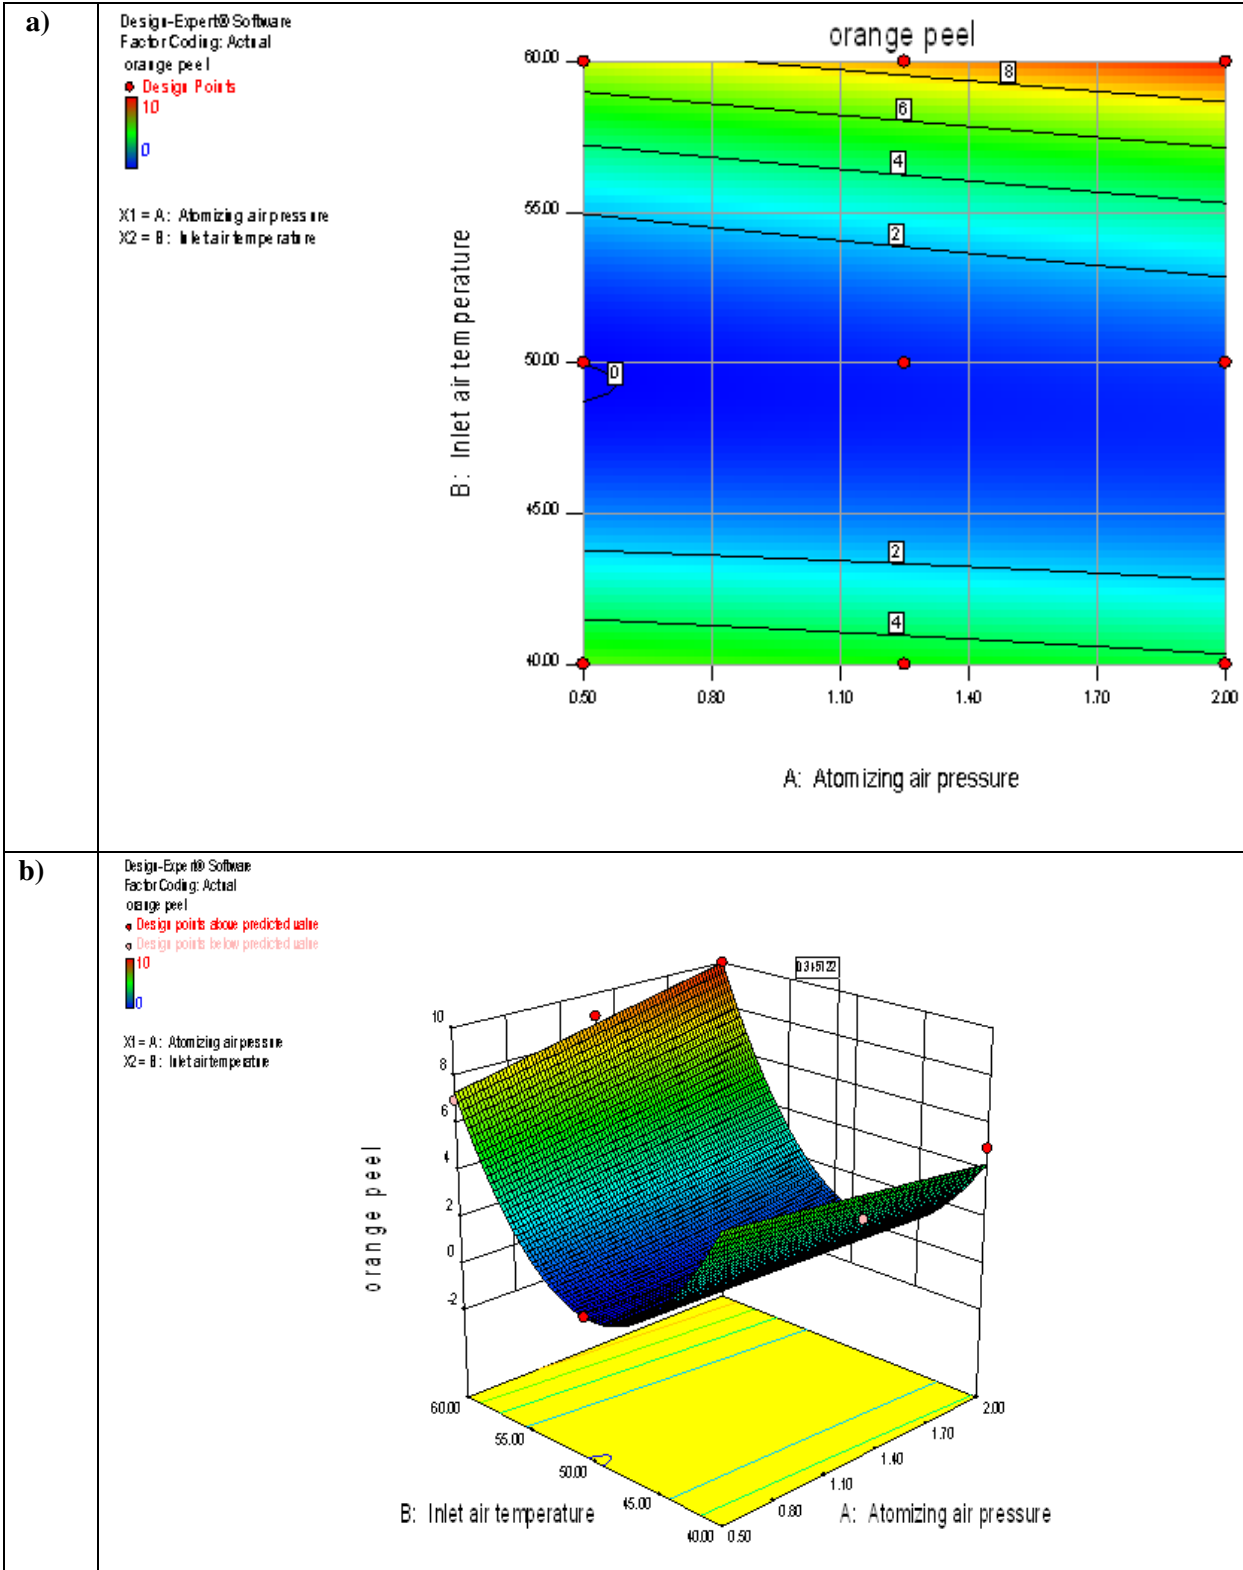 a)
Design-Expert® Software
Factor Coding: Actual
orange peel
Design Points
10
0
X1 = A: Atomizing air pressure
X2 = B: Inlet air temperature
orange peel
60.00
55.00
50.00
45.00
40.00
B: Inlet air temperature
8
6
4
2
0
2
4
0.50 0.80 1.10 1.40 1.70 2.00
A: Atomizing air pressure
b)
Design-Expert® Software
Factor Coding: Actual
orange peel
Design points above predicted value
Design points below predicted value
10
0
X1 = A: Atomizing air pressure
X2 = B: Inlet air temperature
10
8
6
4
2
0
-2
orange peel
60.00
55.00
50.00
45.00
40.00
B: Inlet air temperature
0.50
0.80
1.10
1.40
1.70
2.00
A: Atomizing air pressure